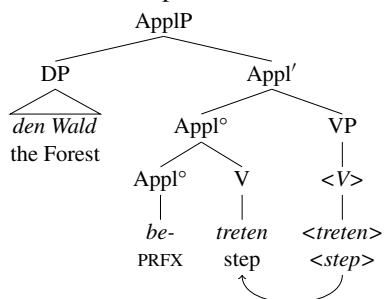 ApplP
DP Appl′
den Wald Appl° VP
the Forest
Appl° V <V>
be- treten <treten>
PRFX step <step>